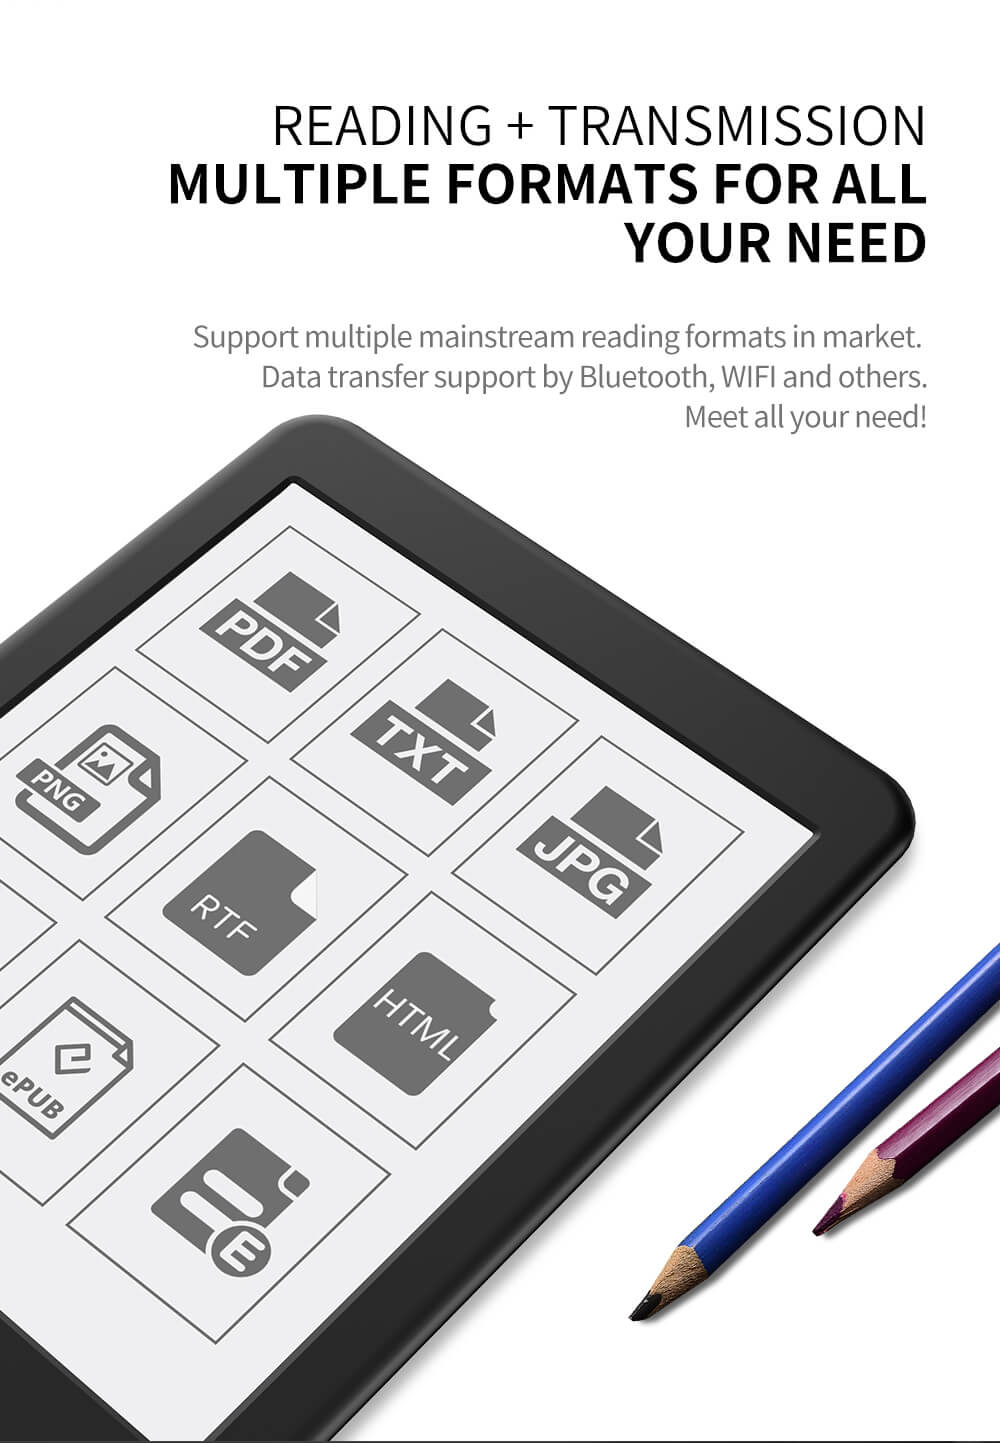 READING + TRANSMISSION
MULTIPLE FORMATS FOR ALL
YOUR NEED
Support multiple mainstream reading formats in market.
Data transfer support by Bluetooth, WIFI and others.
Meet all your need!
PDF
TXT
JPG
PNG
RTF
HTML
ePUB
E